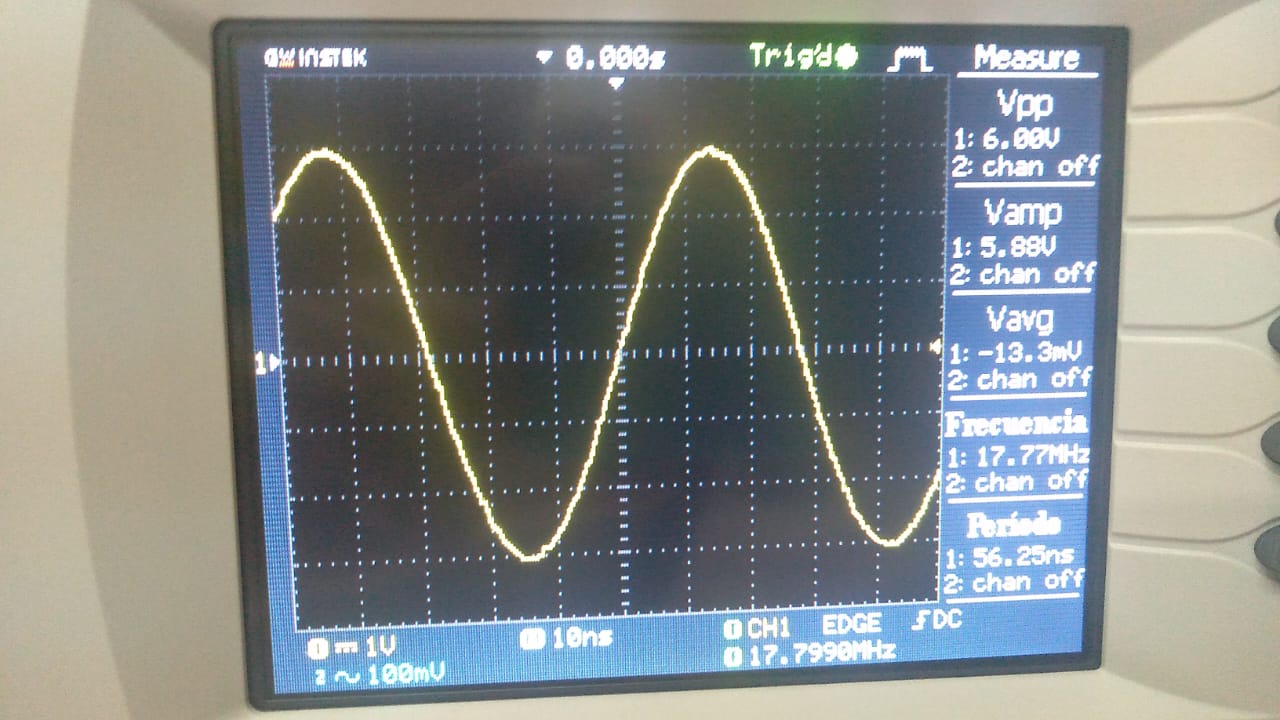 GW INSTEK 0.000s Trig'd Measure
Vpp
1: 6.00V
2: chan off
Vamp
1: 5.88V
2: chan off
Vavg
1: -13.3mV
2: chan off
Frecuencia
1: 17.77MHz
2: chan off
Período
1: 56.25ns
2: chan off
1
1 1V 10ns CH1 EDGE DC
2 100mV 17.7990MHz